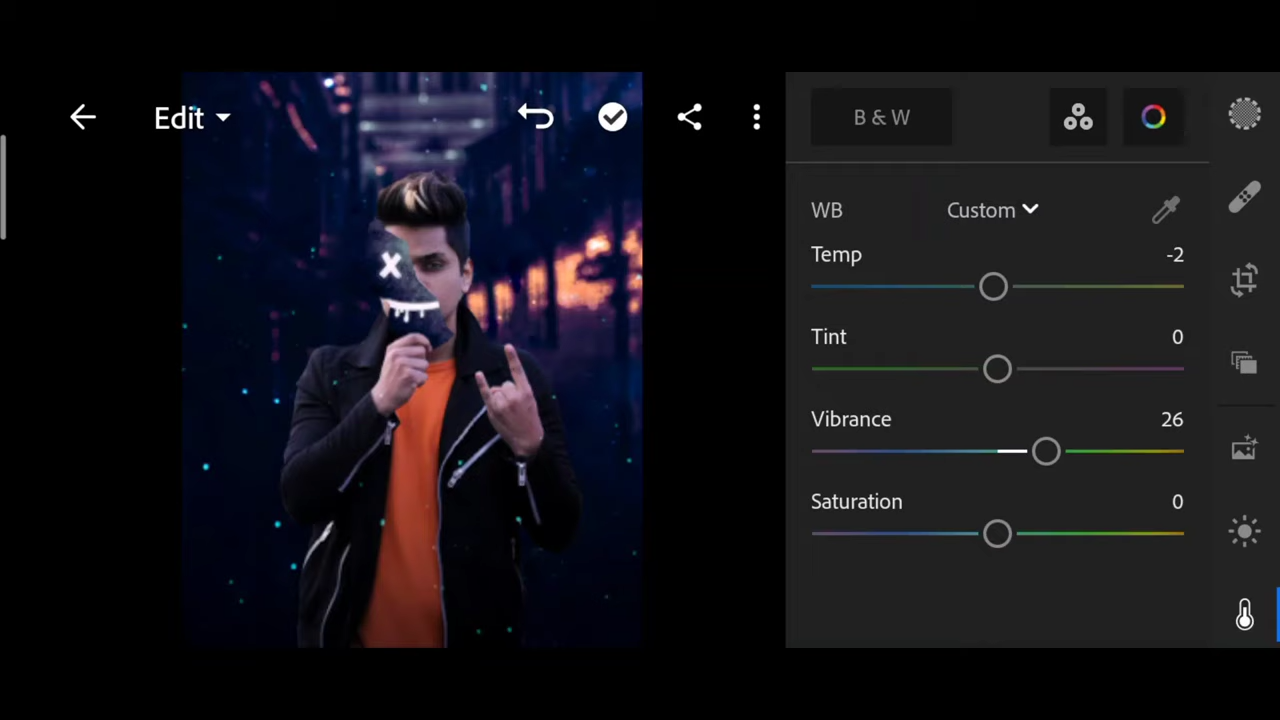 Edit
B & W
WB
Custom
Temp
-2
Tint
0
Vibrance
26
Saturation
0